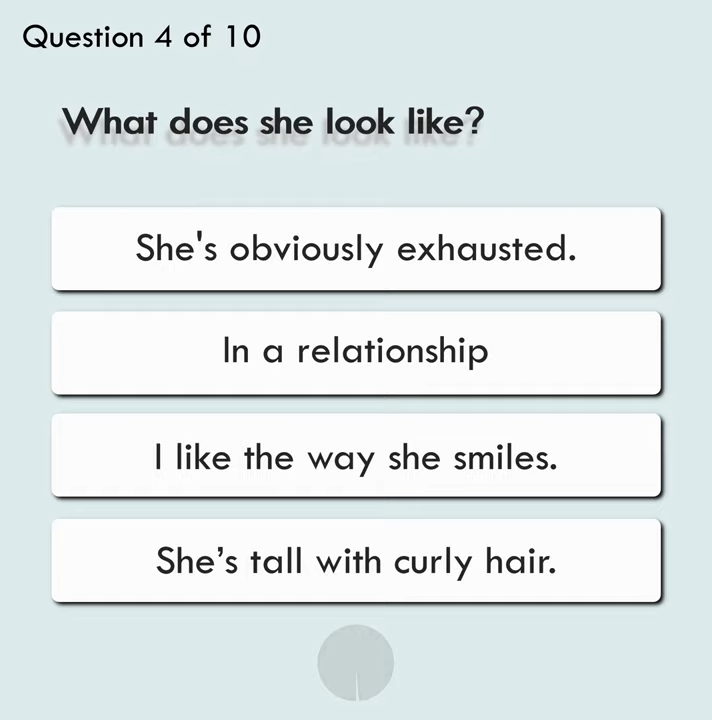 Question 4 of 10
What does she look like?
She's obviously exhausted.
In a relationship
I like the way she smiles.
She’s tall with curly hair.